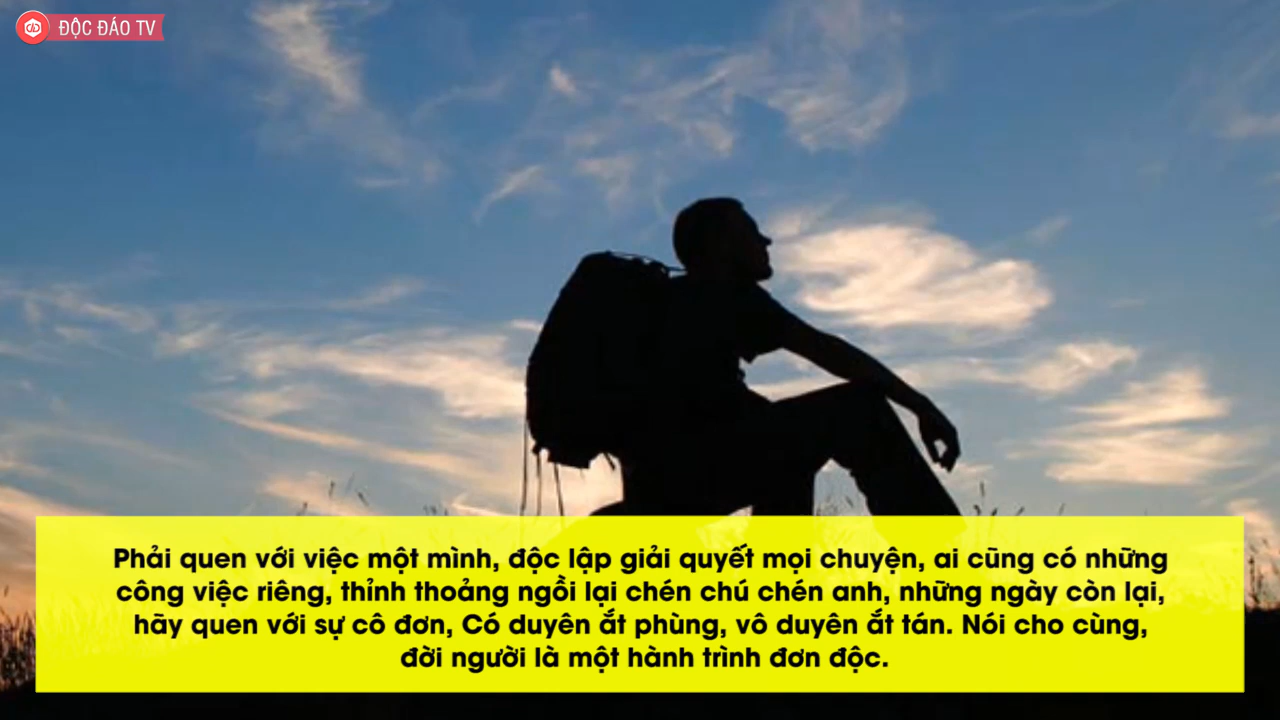 ĐỘC ĐÁO TV
Phải quen với việc một mình, độc lập giải quyết mọi chuyện, ai cũng có những
công việc riêng, thỉnh thoảng ngồi lại chén chú chén anh, những ngày còn lại,
hãy quen với sự cô đơn, Có duyên ắt phùng, vô duyên ắt tán. Nói cho cùng,
đời người là một hành trình đơn độc.